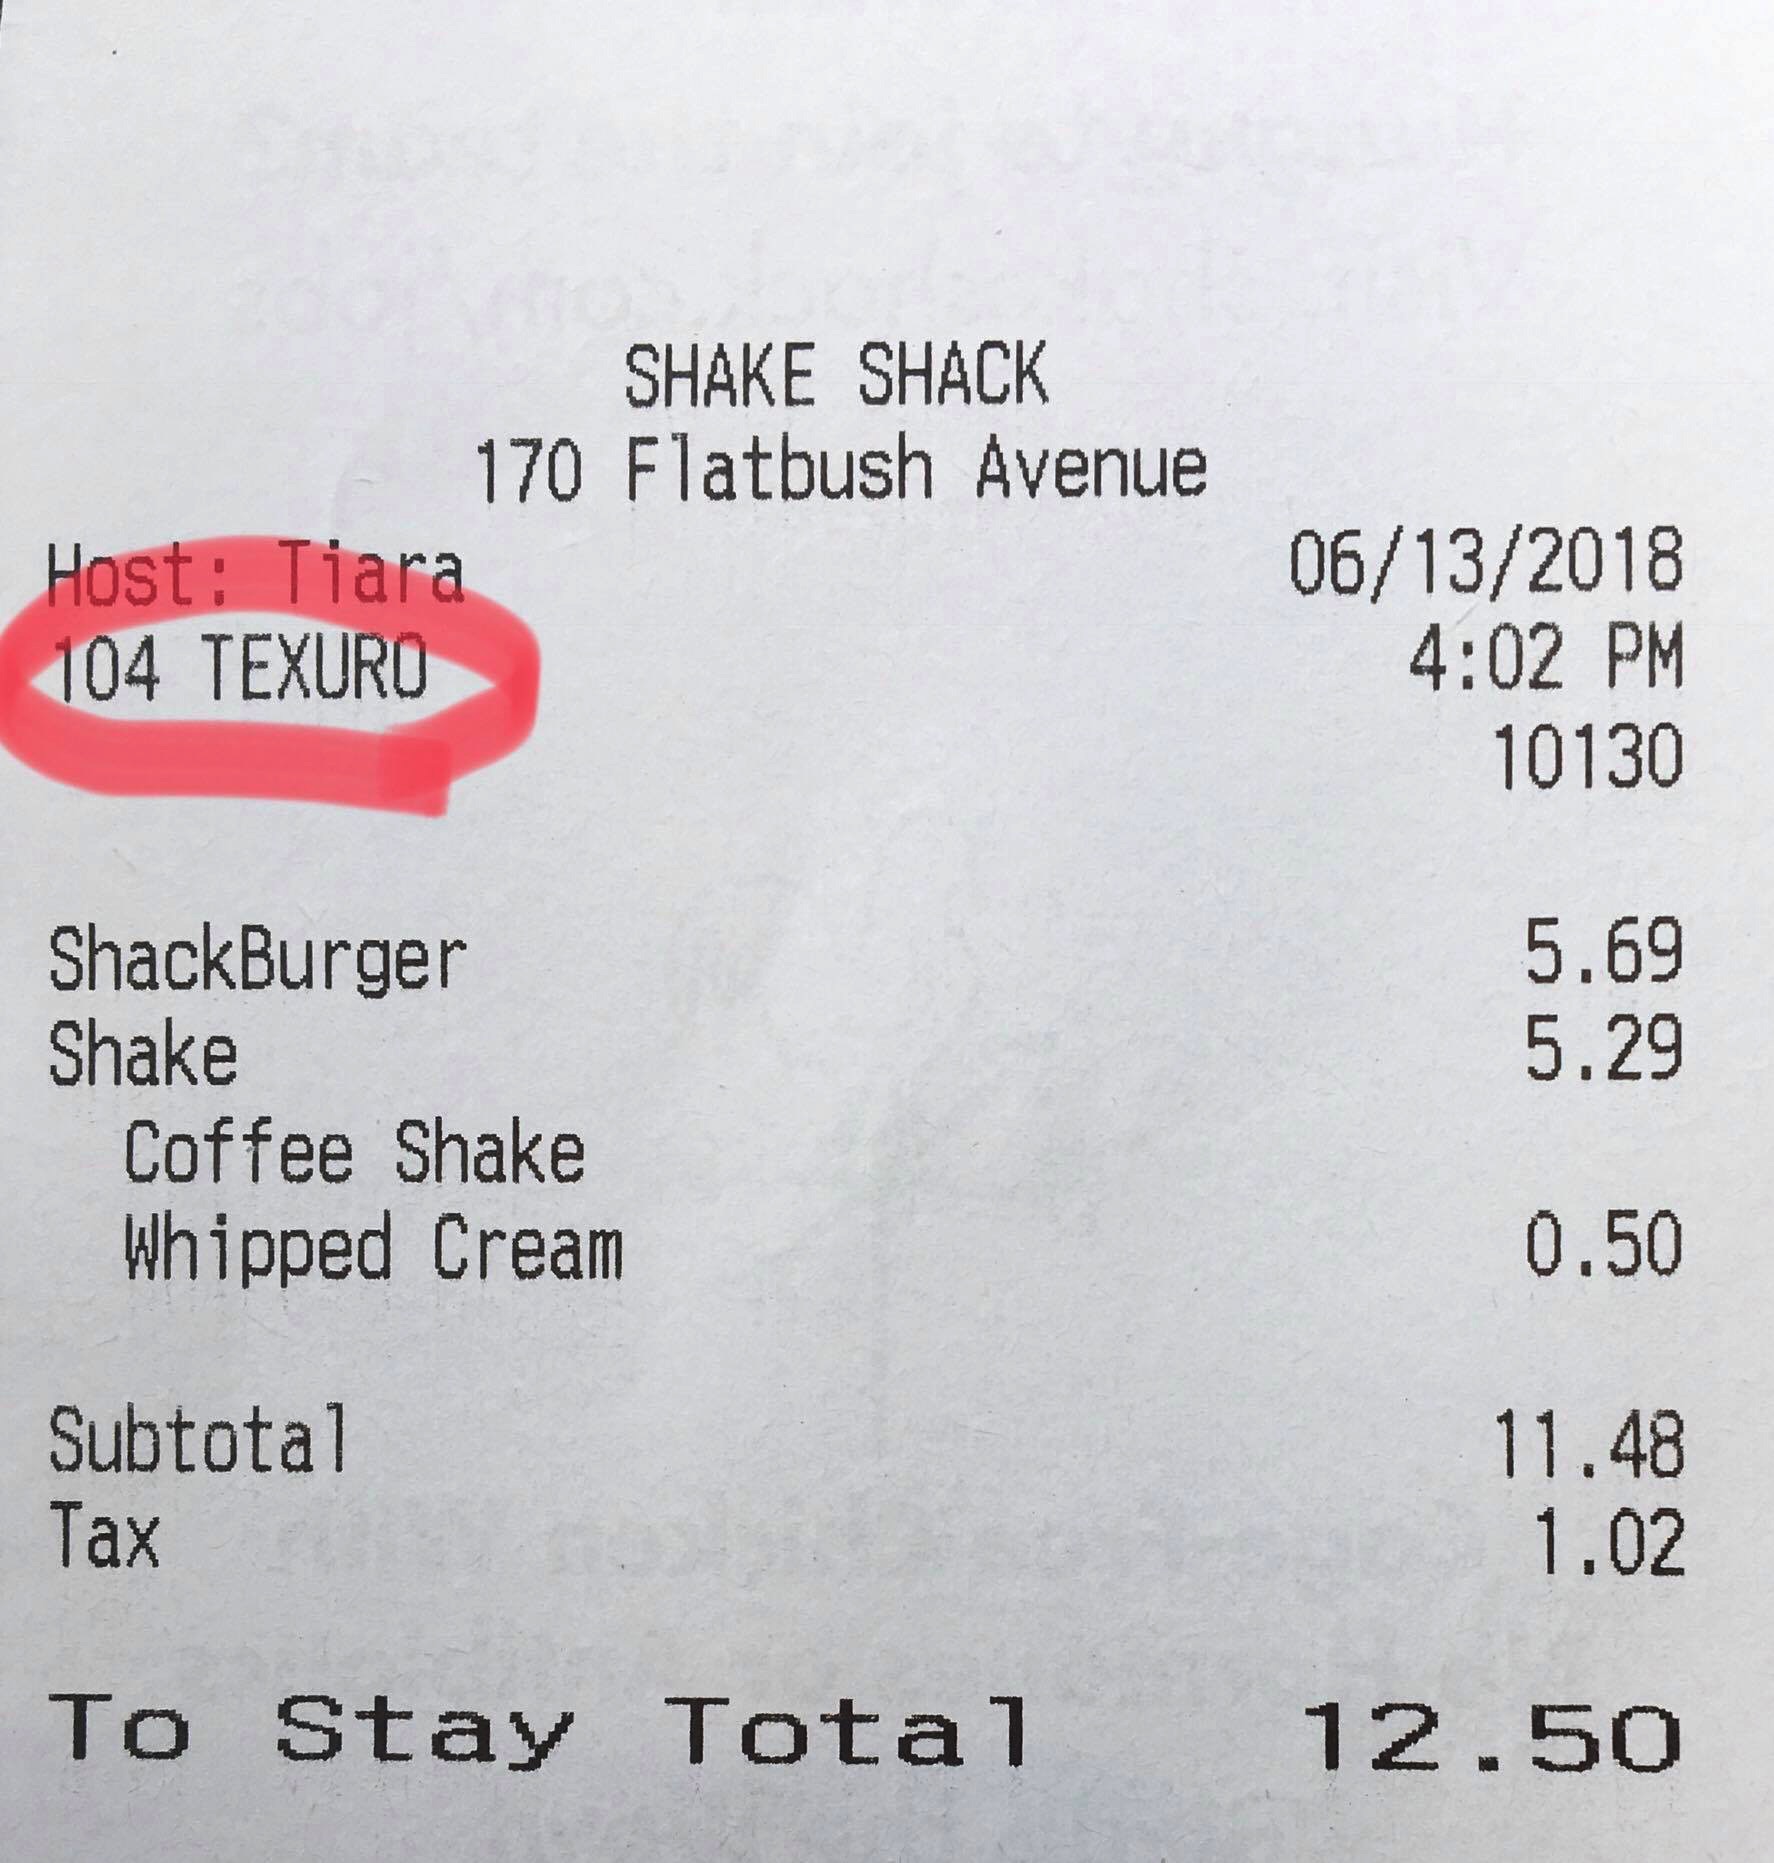 SHAKE SHACK
170 Flatbush Avenue
Host: Tiara 06/13/2018
104 TEXURO 4:02 PM
10130
ShackBurger 5.69
Shake 5.29
Coffee Shake
Whipped Cream 0.50
Subtotal 11.48
Tax 1.02
To Stay Total 12.50